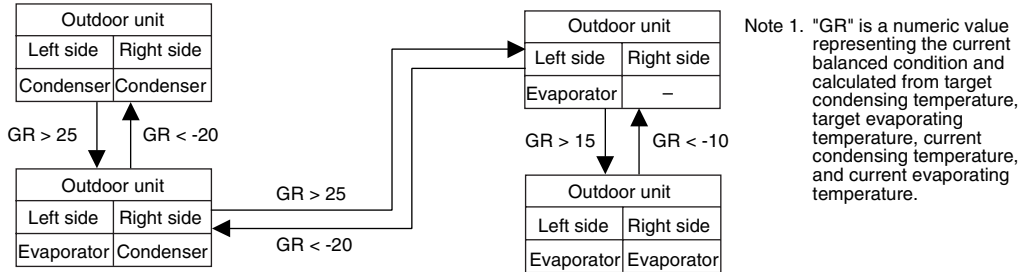 Outdoor unit
Left side Right side
Condenser Condenser
GR > 25 GR < -20
Outdoor unit
Left side Right side
Evaporator Condenser
GR > 25
GR < -20
Outdoor unit
Left side Right side
Evaporator –
GR > 15 GR < -10
Outdoor unit
Left side Right side
Evaporator Evaporator
Note 1. "GR" is a numeric value
representing the current
balanced condition and
calculated from target
condensing temperature,
target evaporating
temperature, current
condensing temperature,
and current evaporating
temperature.